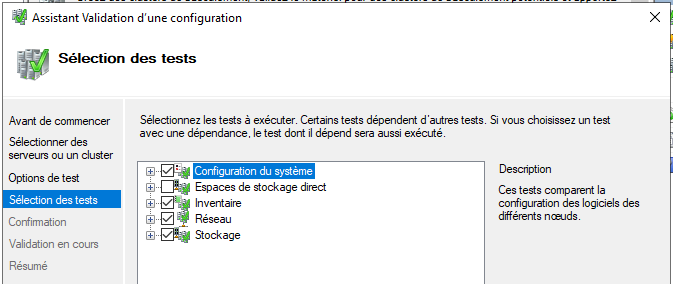 Assistant Validation d'une configuration
Sélection des tests
Avant de commencer
Sélectionner des
serveurs ou un cluster
Options de test
Sélection des tests
Confirmation
Validation en cours
Résumé
Sélectionnez les tests à exécuter. Certains tests dépendent d'autres tests. Si vous choisissez un test
avec une dépendance, le test dont il dépend sera aussi exécuté.
Configuration du système
Espaces de stockage direct
Inventaire
Réseau
Stockage
Description
Ces tests comparent la
configuration des logiciels des
différents nœuds.